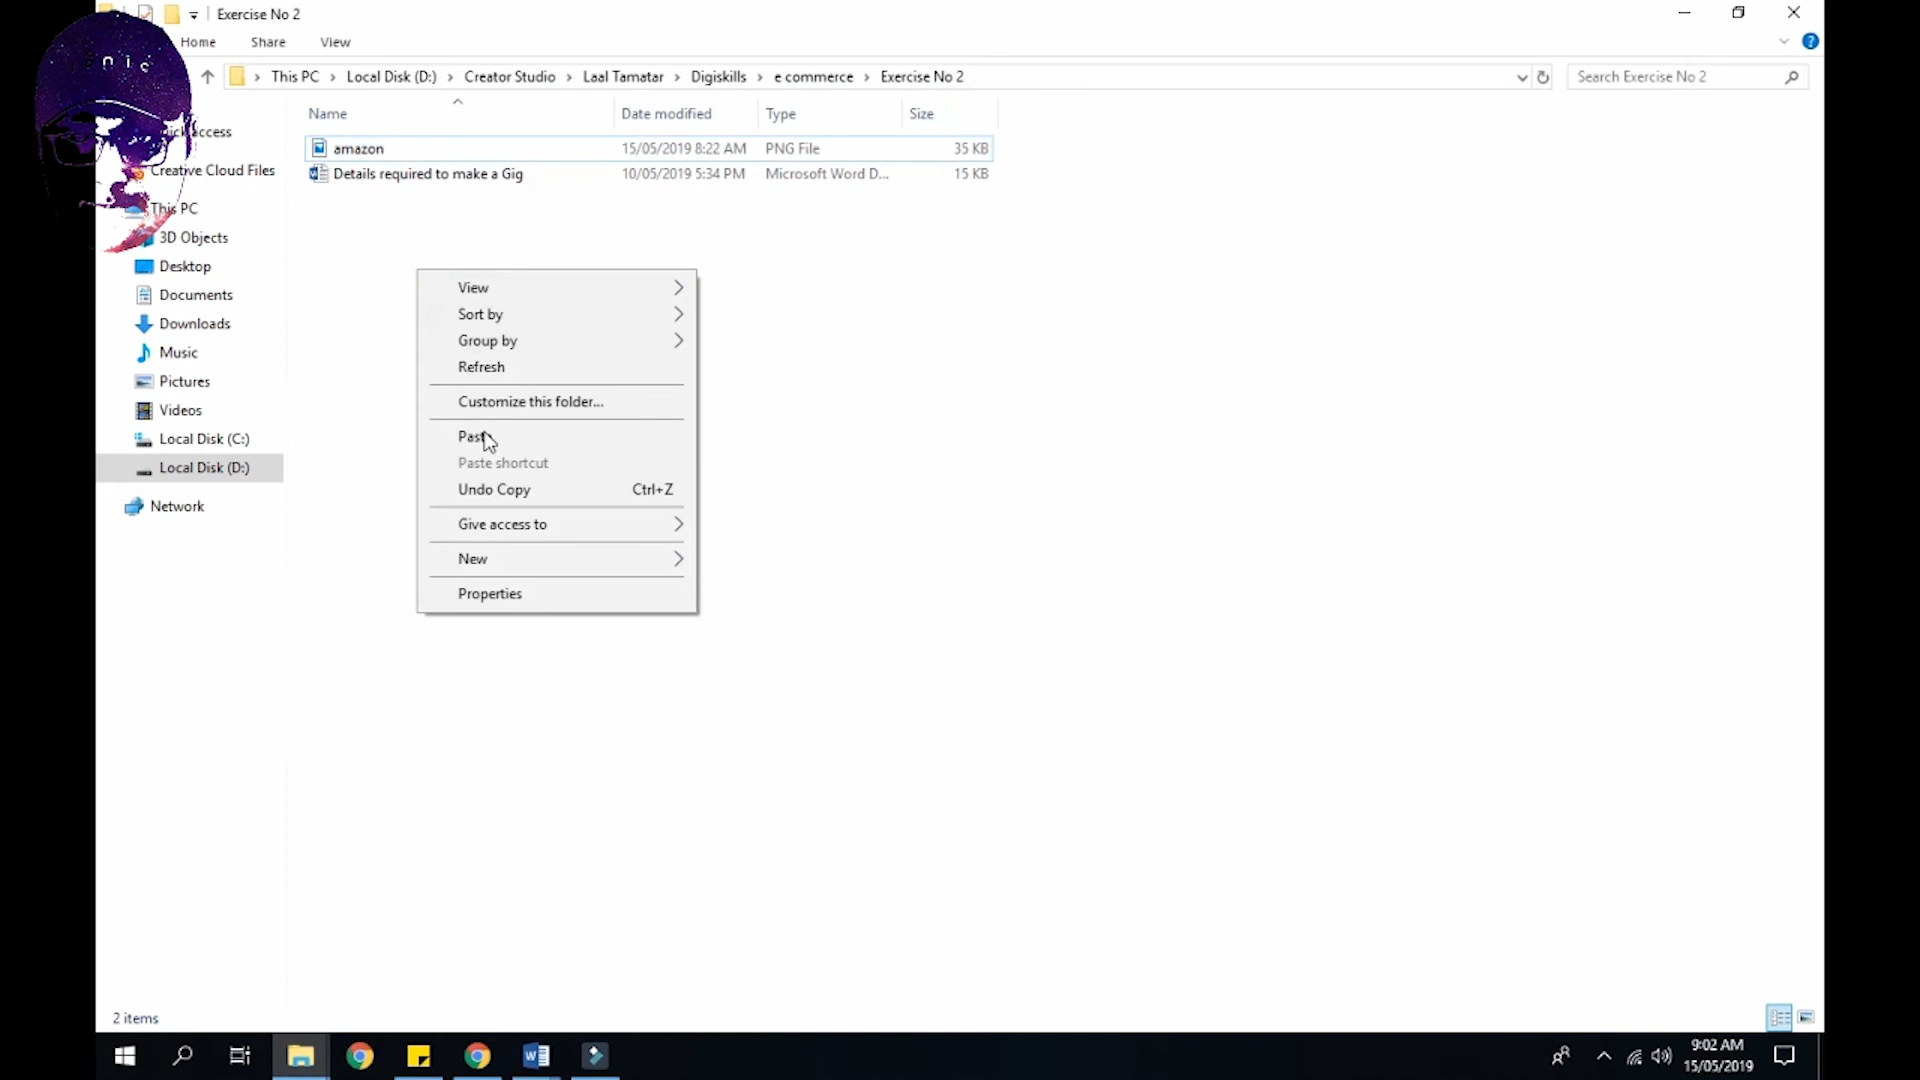 Exercise No 2
Home Share View
This PC Local Disk (D:) Creator Studio Laal Tamatar Digiskills e commerce Exercise No 2
Search Exercise No 2
Name Date modified Type Size
amazon 15/05/2019 8:22 AM PNG File 35 KB
Details required to make a Gig 10/05/2019 5:34 PM Microsoft Word D... 15 KB
access
Creative Cloud Files
This PC
3D Objects
Desktop
Documents
Downloads
Music
Pictures
Videos
Local Disk (C:)
Local Disk (D:)
Network
View
Sort by
Group by
Refresh
Customize this folder...
Paste
Paste shortcut
Undo Copy Ctrl+Z
Give access to
New
Properties
2 items
9:02 AM
15/05/2019